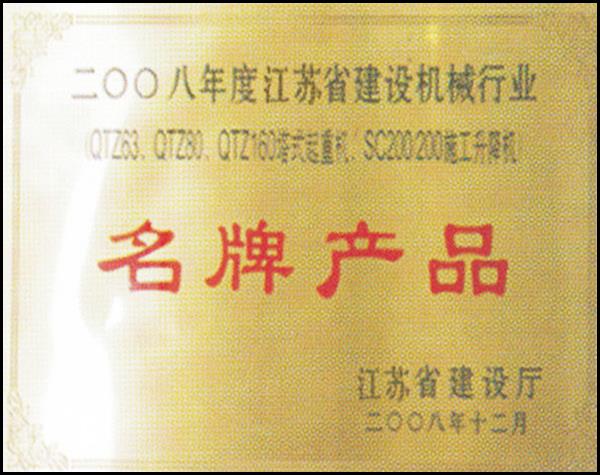 二〇〇八年度江苏省建设机械行业
(QTZ63、QTZ80、QTZ160塔式起重机、SC200/200施工升降机)
名牌产品
江苏省建设厅
二〇〇八年十二月